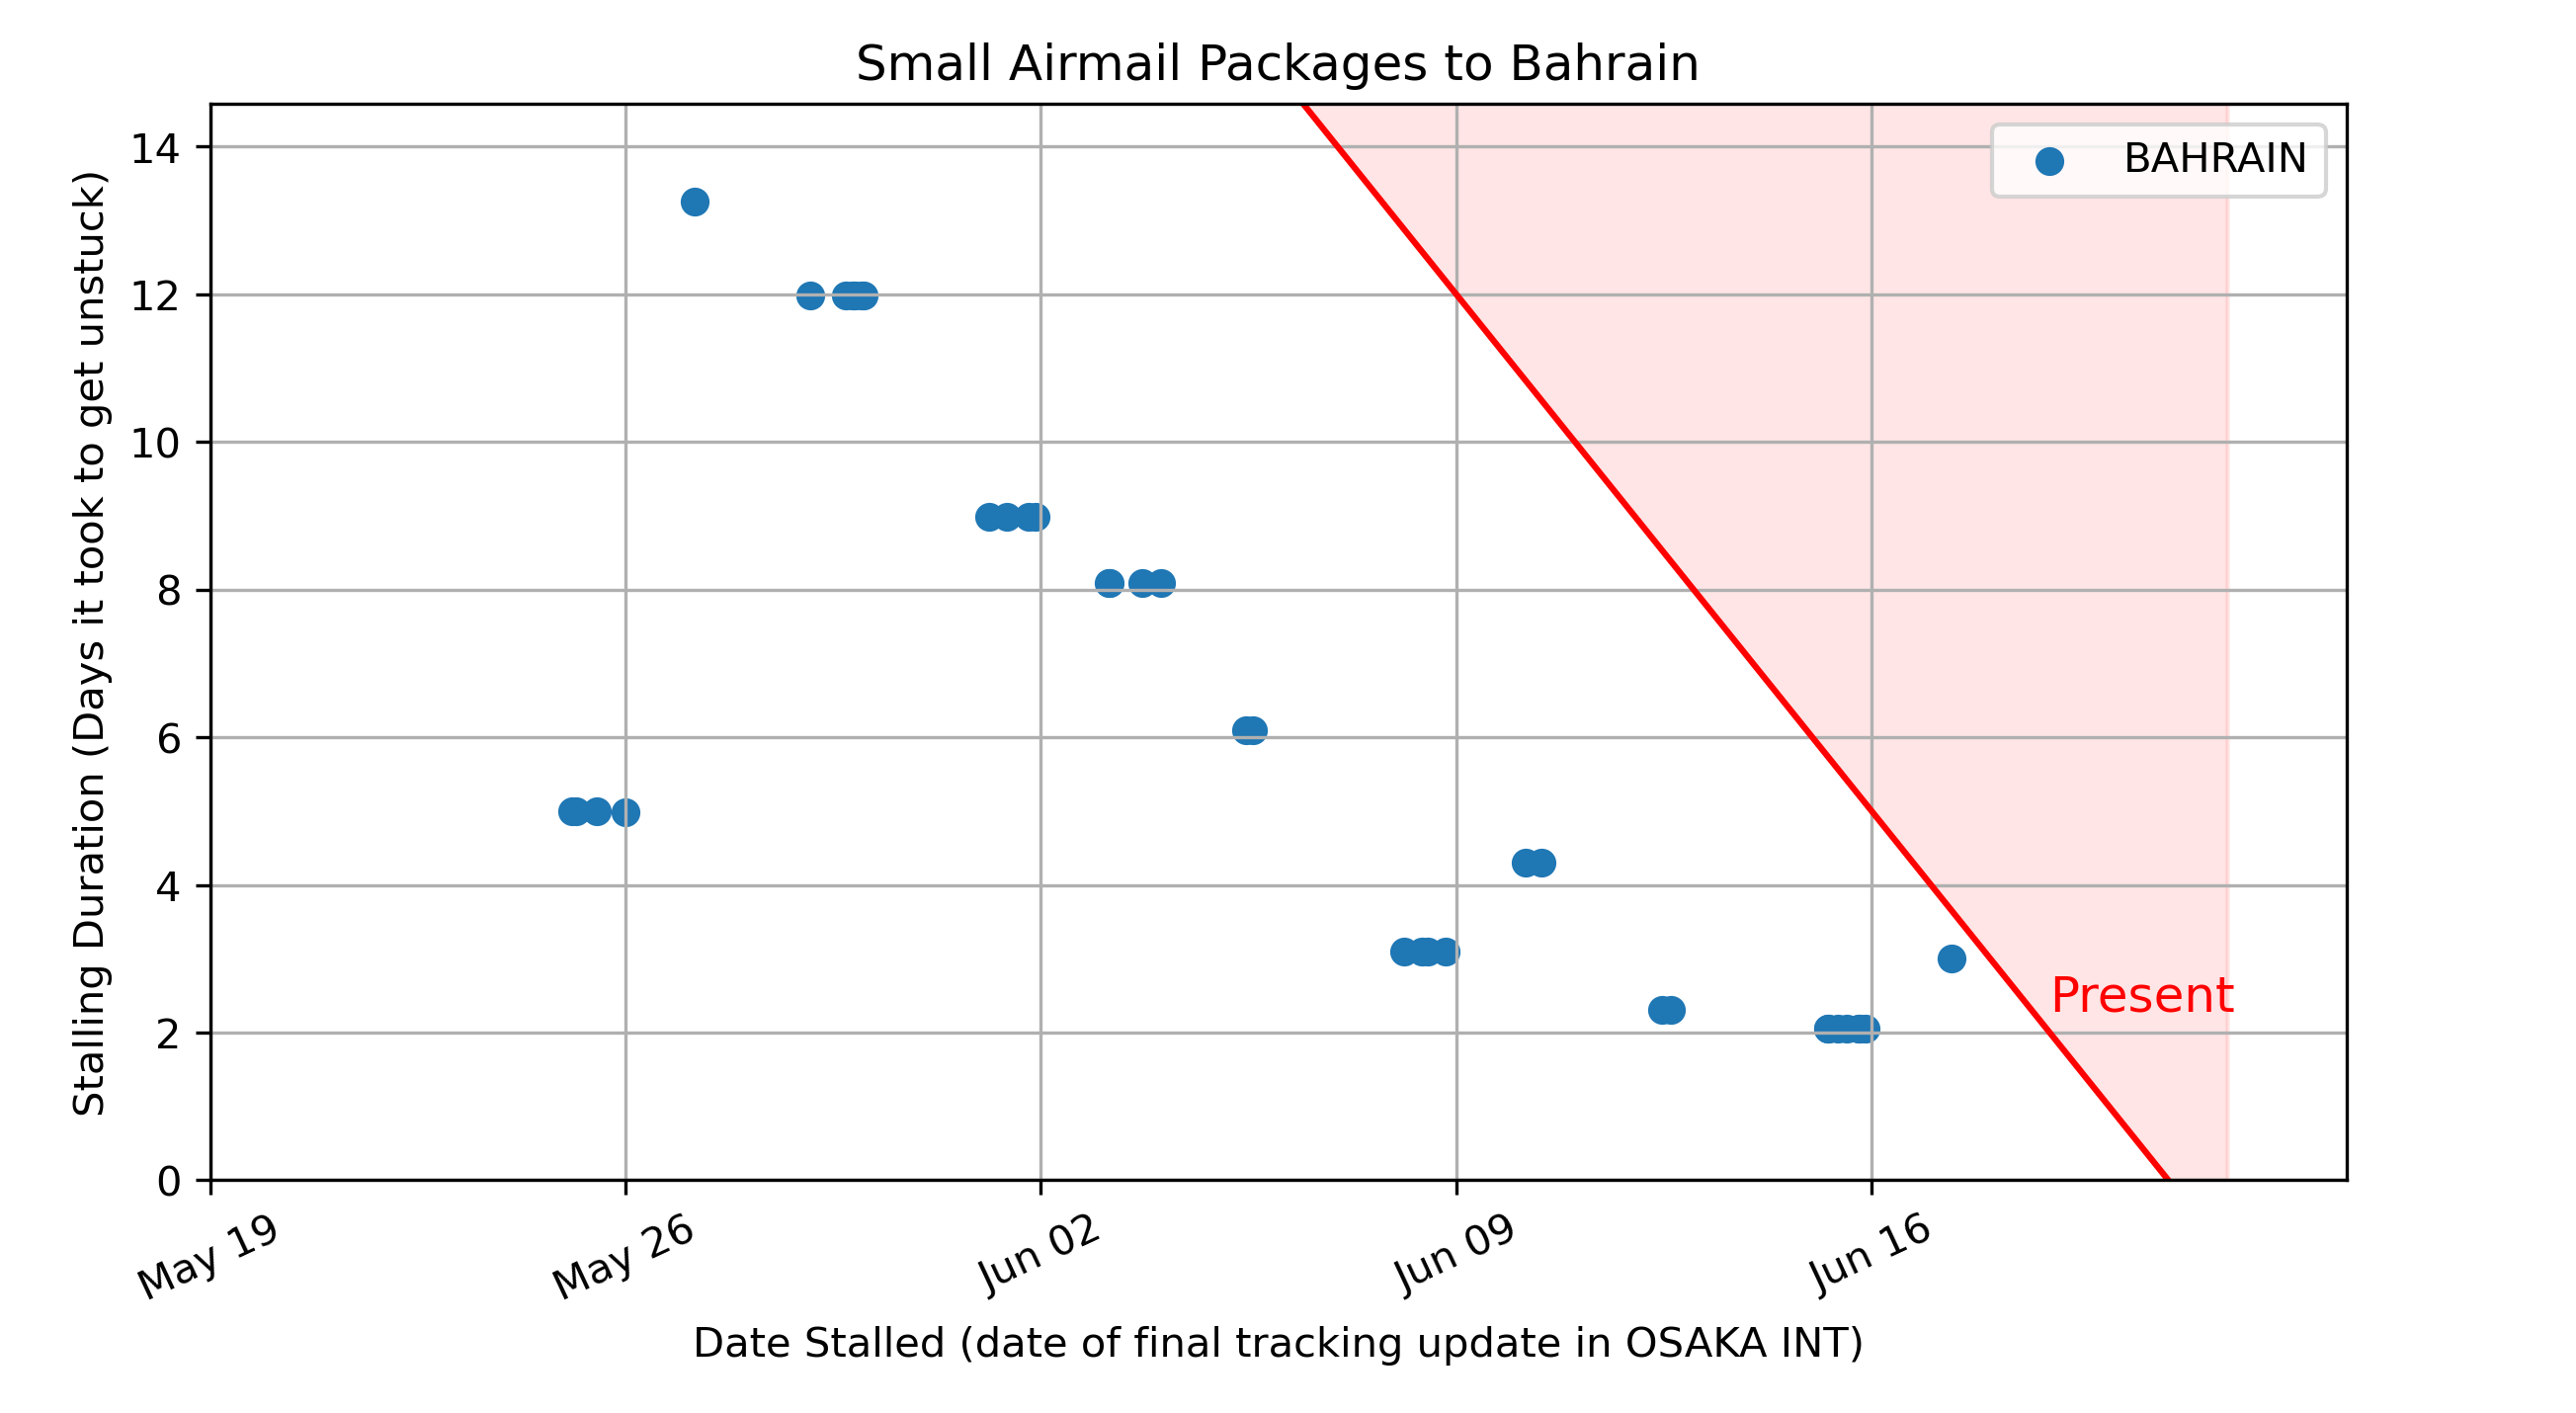 Small Airmail Packages to Bahrain
BAHRAIN
Stalling Duration (Days it took to get unstuck)
14
12
10
8
6
4
2
0
Present
May 19
May 26
Jun 02
Jun 09
Jun 16
Date Stalled (date of final tracking update in OSAKA INT)